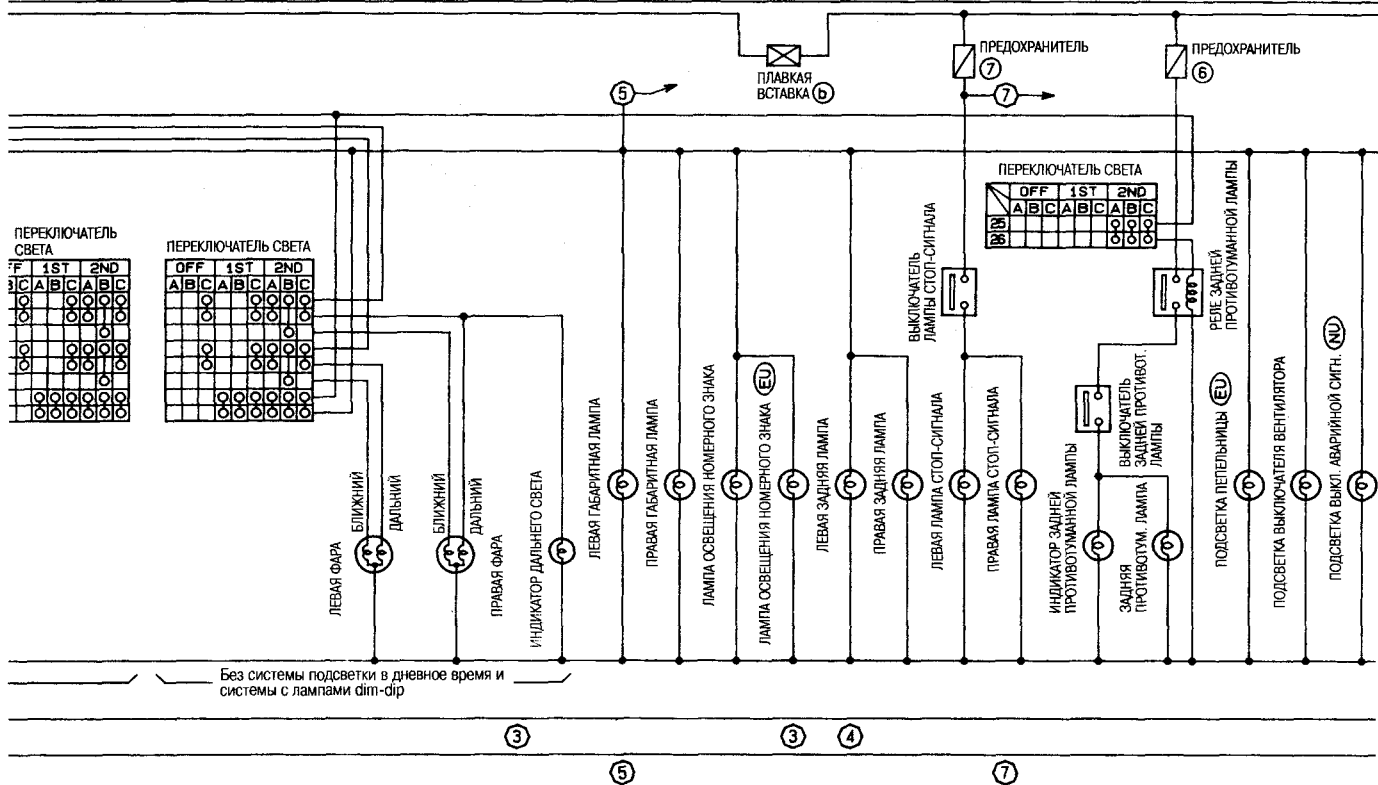 ПРЕДОХРАНИТЕЛЬ
7
ПРЕДОХРАНИТЕЛЬ
6
ПЛАВКАЯ
ВСТАВКА b
5
7
ПЕРЕКЛЮЧАТЕЛЬ СВЕТА
OFF 1ST 2ND
A B C A B C A B C
25
26
ПЕРЕКЛЮЧАТЕЛЬ
СВЕТА
FF 1ST 2ND
B C A B C A B C
ПЕРЕКЛЮЧАТЕЛЬ СВЕТА
OFF 1ST 2ND
A B C A B C A B C
ВЫКЛЮЧАТЕЛЬ
ЛАМПЫ СТОП-СИГНАЛА
РЕЛЕ ЗАДНЕЙ
ПРОТИВОТУМАННОЙ ЛАМПЫ
ВЫКЛЮЧАТЕЛЬ
ЗАДНЕЙ ПРОТИВОТ.
ЛАМПЫ
ЛЕВАЯ ФАРА
БЛИЖНИЙ
ДАЛЬНИЙ
БЛИЖНИЙ
ДАЛЬНИЙ
ПРАВАЯ ФАРА
ИНДИКАТОР ДАЛЬНЕГО СВЕТА
ЛЕВАЯ ГАБАРИТНАЯ ЛАМПА
ПРАВАЯ ГАБАРИТНАЯ ЛАМПА
ЛАМПА ОСВЕЩЕНИЯ НОМЕРНОГО ЗНАКА
ЛАМПА ОСВЕЩЕНИЯ НОМЕРНОГО ЗНАКА EU
ЛЕВАЯ ЗАДНЯЯ ЛАМПА
ПРАВАЯ ЗАДНЯЯ ЛАМПА
ЛЕВАЯ ЛАМПА СТОП-СИГНАЛА
ПРАВАЯ ЛАМПА СТОП-СИГНАЛА
ИНДИКАТОР ЗАДНЕЙ
ПРОТИВОТУМАННОЙ ЛАМПЫ
ЗАДНЯЯ
ПРОТИВОТУМ. ЛАМПА
ПОДСВЕТКА ПЕПЕЛЬНИЦЫ EU
ПОДСВЕТКА ВЫКЛЮЧАТЕЛЯ ВЕНТИЛЯТОРА
ПОДСВЕТКА ВЫКЛ. АВАРИЙНОЙ СИГН. NU
Без системы подсветки в дневное время и
системы с лампами dim-dip
3 3 4
5 7